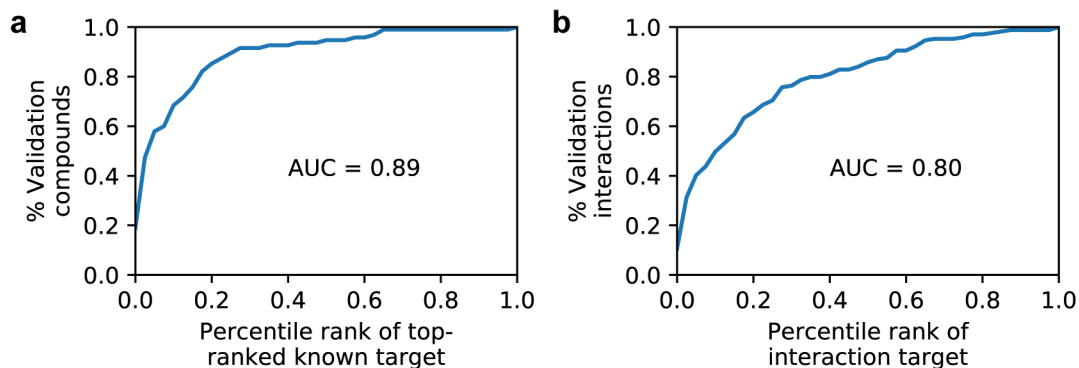 a
1.0
0.8
0.6
0.4
0.2
0.0
% Validation
compounds
AUC = 0.89
0.0 0.2 0.4 0.6 0.8 1.0
Percentile rank of top-
ranked known target
b
1.0
0.8
0.6
0.4
0.2
0.0
% Validation
interactions
AUC = 0.80
0.0 0.2 0.4 0.6 0.8 1.0
Percentile rank of
interaction target